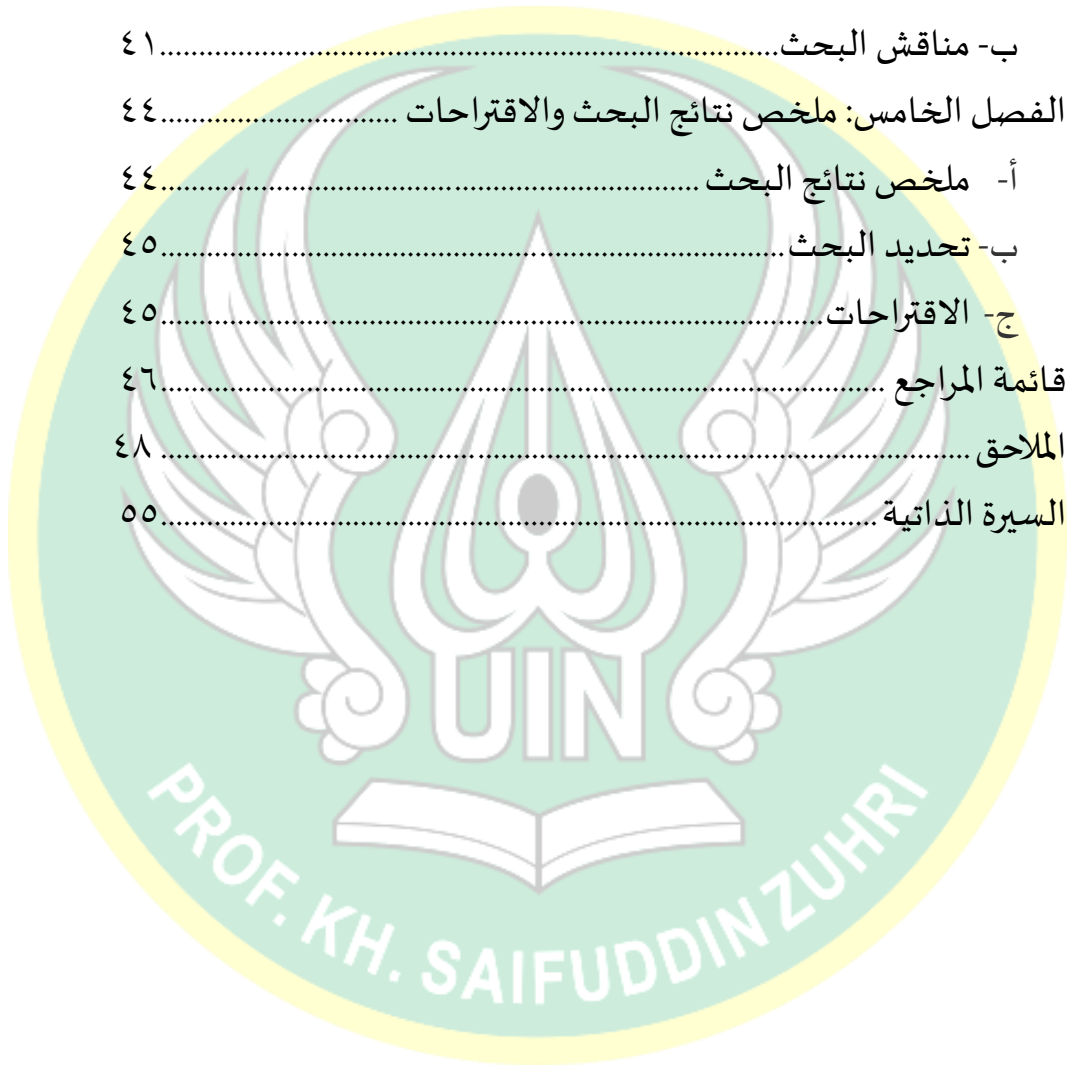 ب- مناقش البحث................................................................................٤١
الفصل الخامس: ملخص نتائج البحث والاقتراحات ..............................٤٤
أ- ملخص نتائج البحث ......................................................................٤٤
ب- تحديد البحث................................................................................٤٥
ج- الاقتراحات.....................................................................................٤٥
قائمة المراجع .............................................................................................٤٦
الملاحق ........................................................................................................ ٤٨
السيرة الذاتية ............................................................................................٥٥
UIN
PROF. KH. SAIFUDDIN ZUHRI